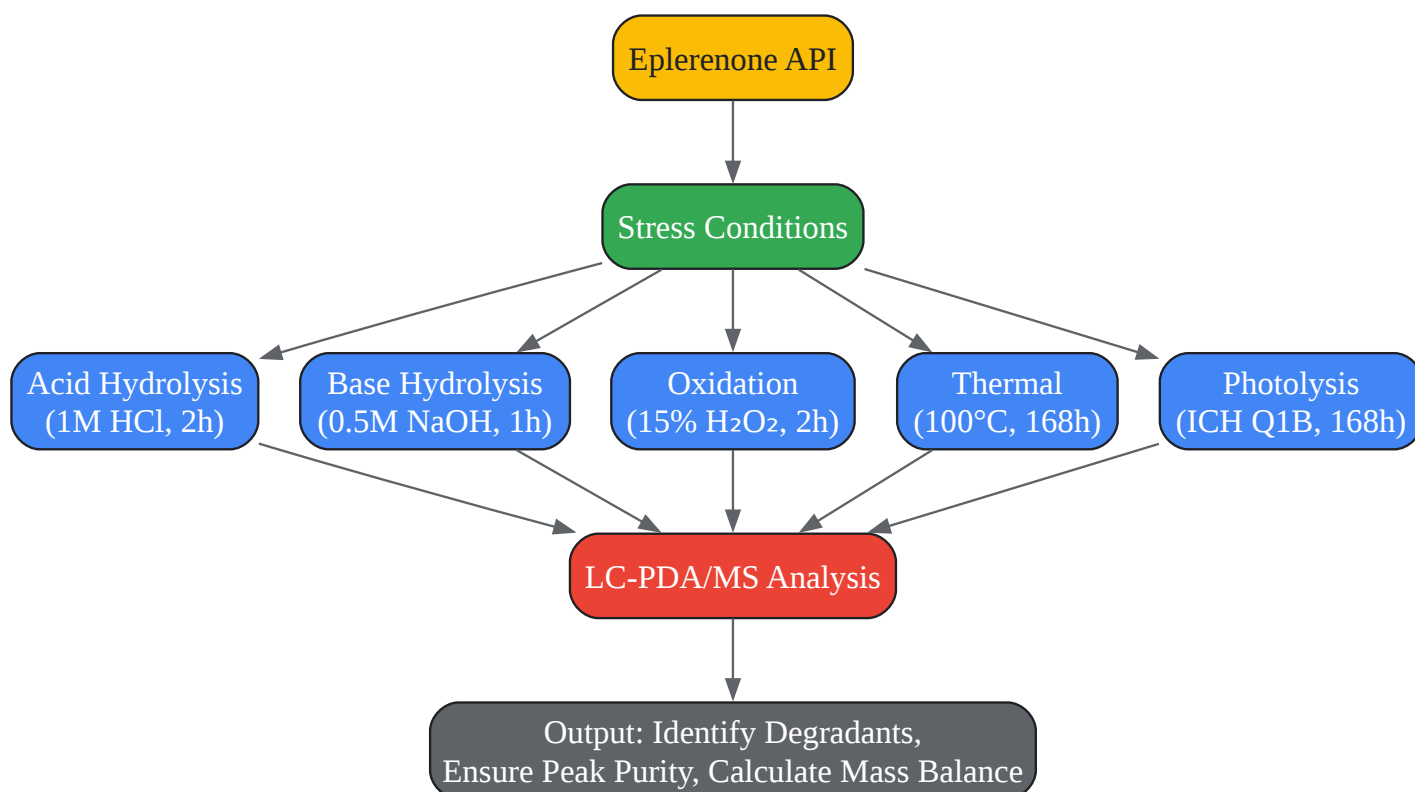 Eplerenone API
Stress Conditions
Acid Hydrolysis
(1M HCl, 2h)
Base Hydrolysis
(0.5M NaOH, 1h)
Oxidation
(15% H₂O₂, 2h)
Thermal
(100°C, 168h)
Photolysis
(ICH Q1B, 168h)
LC-PDA/MS Analysis
Output: Identify Degradants,
Ensure Peak Purity, Calculate Mass Balance